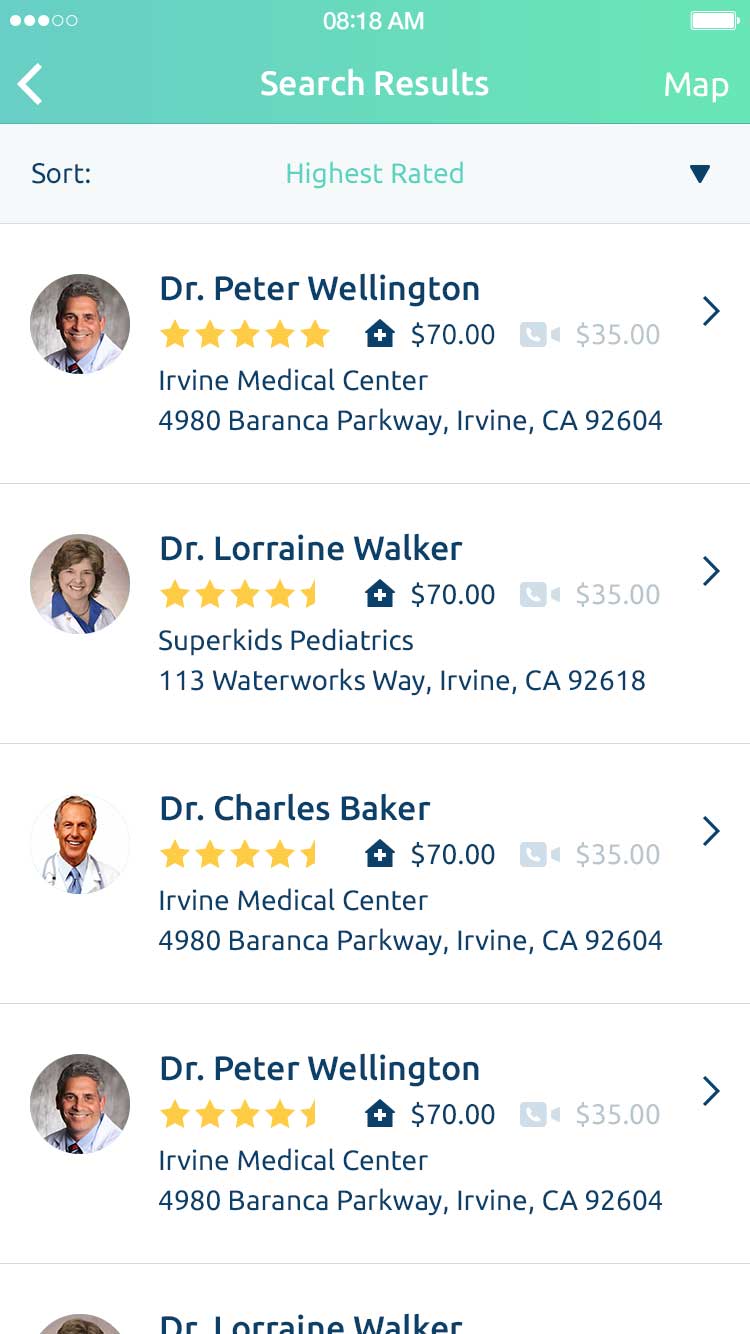 08:18 AM
Search Results
Map
Sort:
Highest Rated
Dr. Peter Wellington
$70.00
$35.00
Irvine Medical Center
4980 Baranca Parkway, Irvine, CA 92604
Dr. Lorraine Walker
$70.00
$35.00
Superkids Pediatrics
113 Waterworks Way, Irvine, CA 92618
Dr. Charles Baker
$70.00
$35.00
Irvine Medical Center
4980 Baranca Parkway, Irvine, CA 92604
Dr. Peter Wellington
$70.00
$35.00
Irvine Medical Center
4980 Baranca Parkway, Irvine, CA 92604
Dr. Lorraine Walker